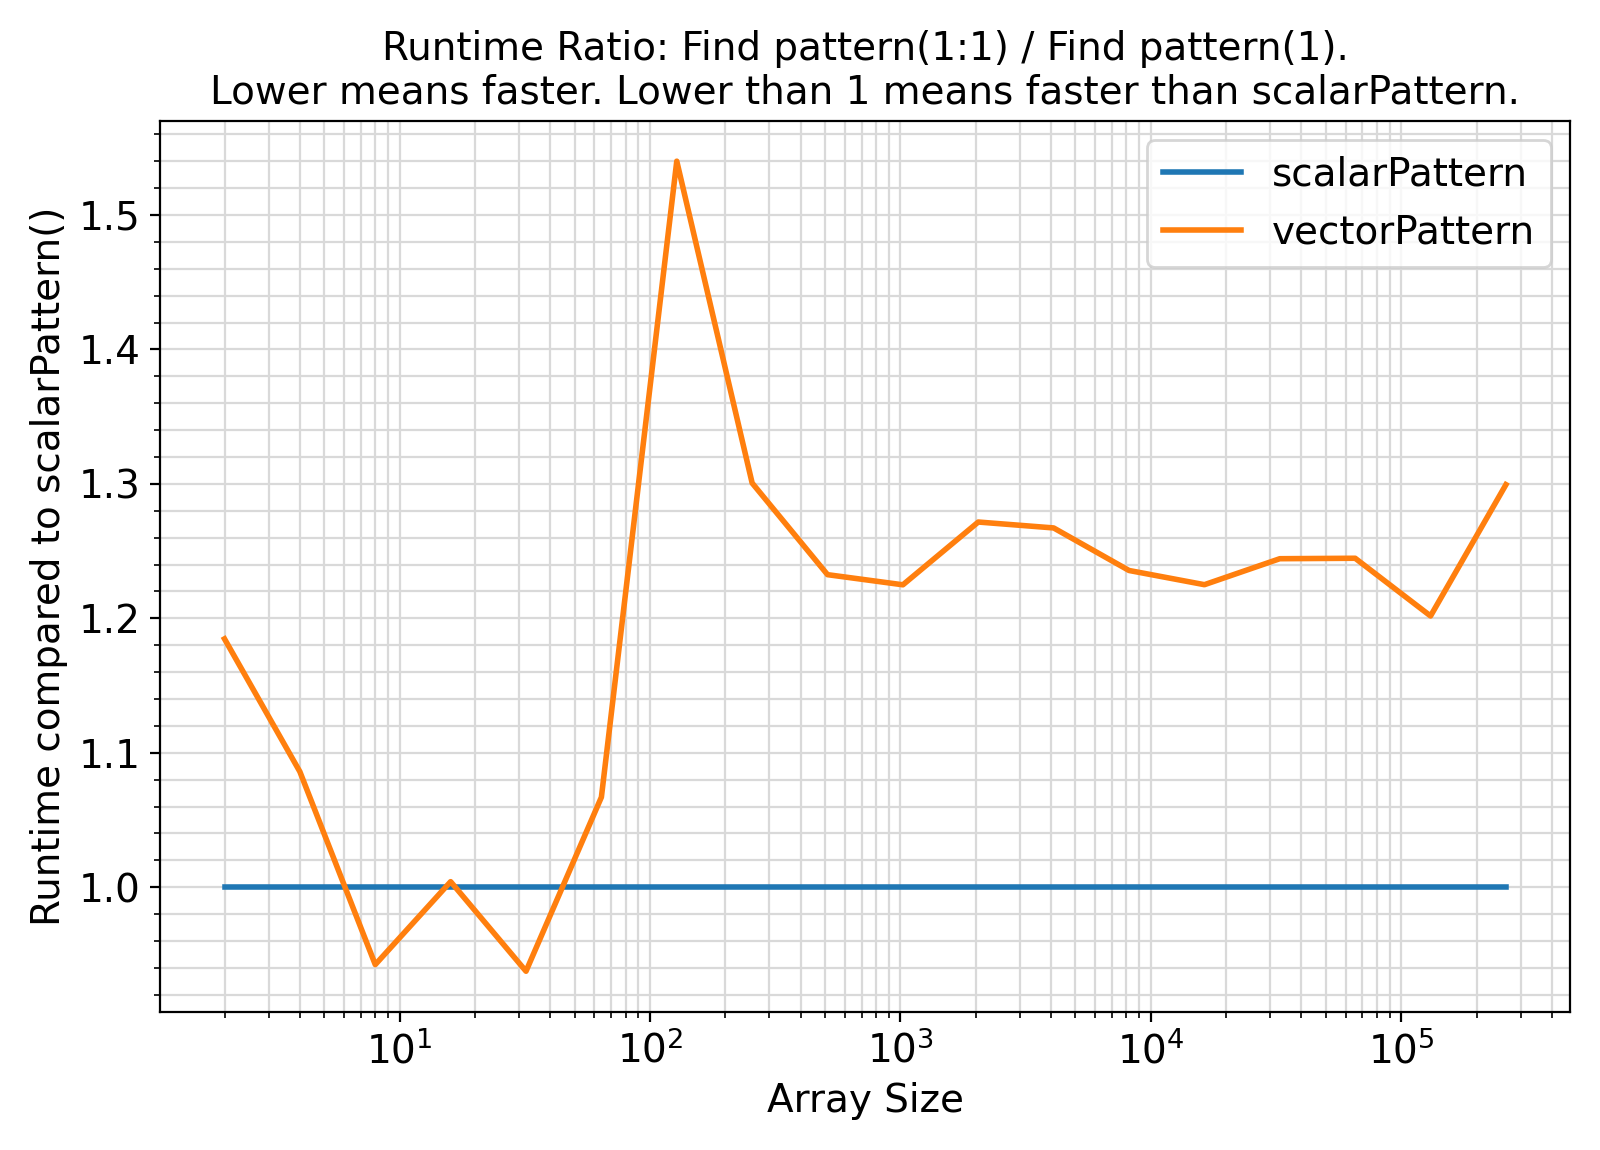 Runtime Ratio: Find pattern(1:1) / Find pattern(1).
Lower means faster. Lower than 1 means faster than scalarPattern.
scalarPattern
vectorPattern
Runtime compared to scalarPattern()
1.5
1.4
1.3
1.2
1.1
1.0
10¹ 10² 10³ 10⁴ 10⁵
Array Size